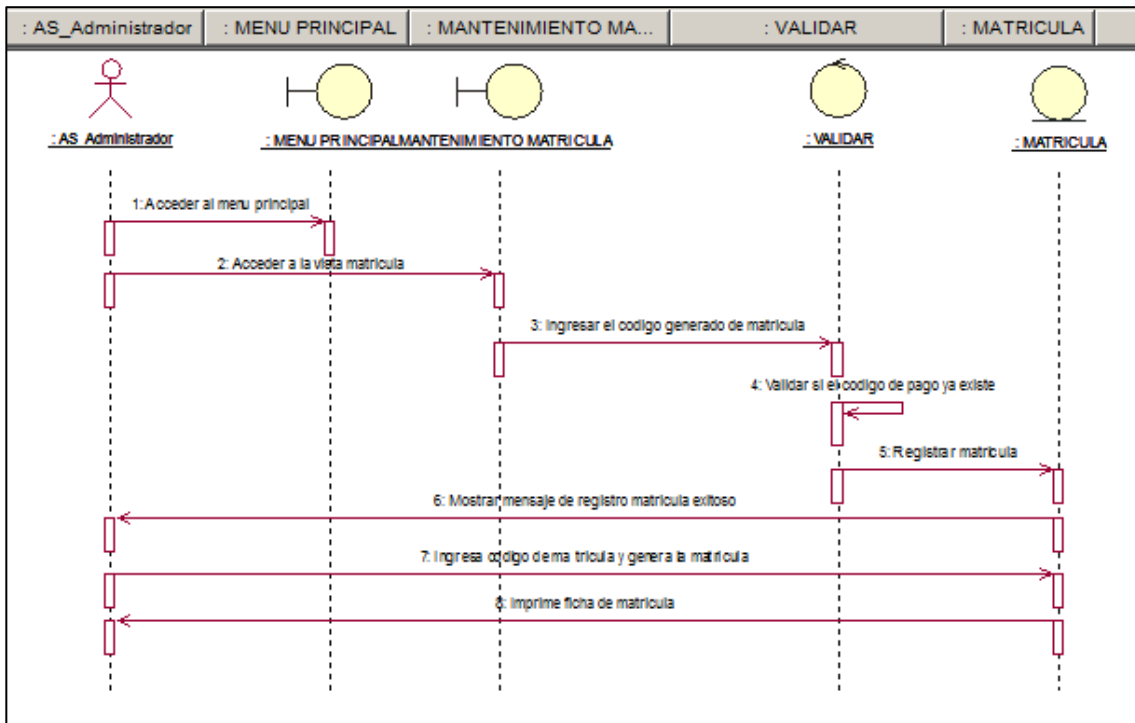 : AS_Administrador
: MENU PRINCIPAL
: MANTENIMIENTO MA...
: VALIDAR
: MATRICULA
: AS_Administrador
: MENU PRINCIPAL
MANTENIMIENTO MATRICULA
: VALIDAR
: MATRICULA
1: Acceder al menu principal
2: Acceder a la vista matricula
3: Ingresar el codigo generado de matricula
4: Validar si el codigo de pago ya existe
5: Registrar matricula
6: Mostrar mensaje de registro matricula exitoso
7: Ingresa codigo de matricula y genera la matricula
8: Imprime ficha de matricula